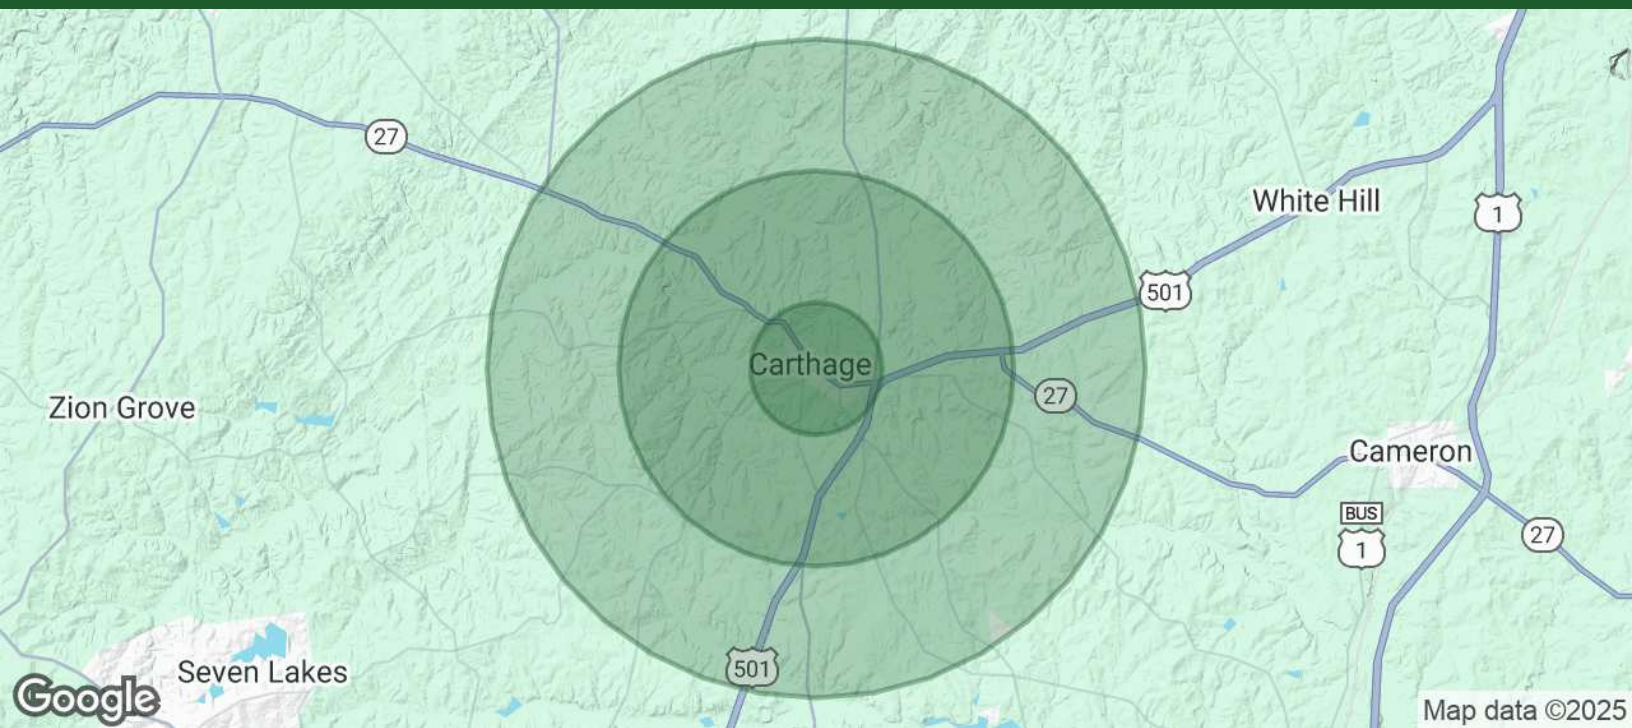 27
White Hill
1
501
Carthage
27
Zion Grove
Cameron
BUS
1
27
501
Seven Lakes
Google
Map data ©2025